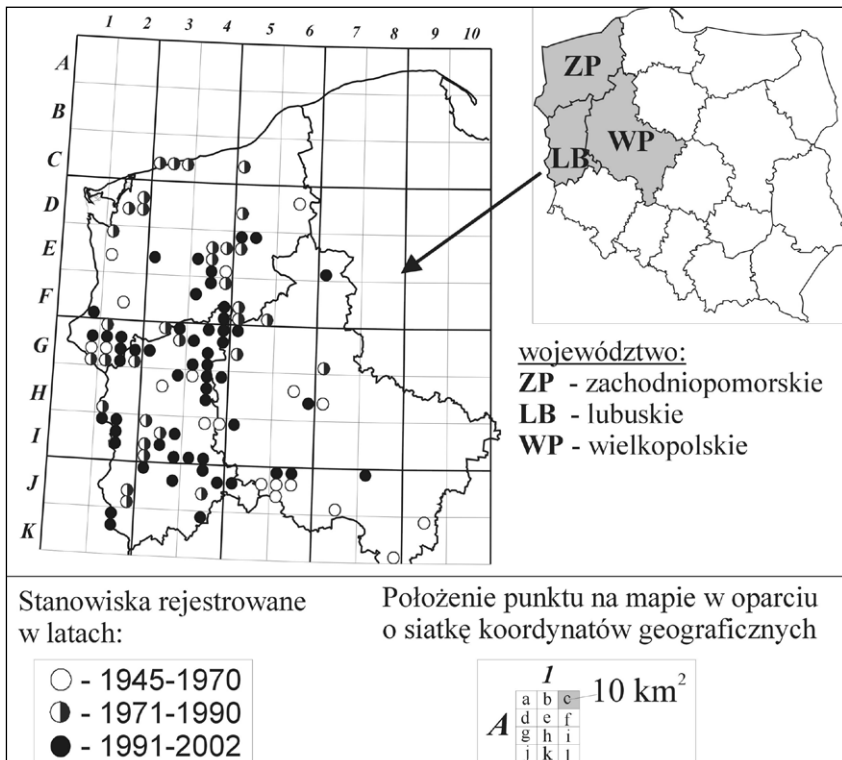 1 2 3 4 5 6 7 8 9 10
A
B
C
D
E
F
G
H
I
J
K
ZP
WP
LB
województwo:
ZP - zachodniopomorskie
LB - lubuskie
WP - wielkopolskie
Stanowiska rejestrowane
w latach:
- 1945-1970
- 1971-1990
- 1991-2002
Położenie punktu na mapie w oparciu
o siatkę koordynatów geograficznych
1
A
a b c
d e f
g h i
j k l
10 km²